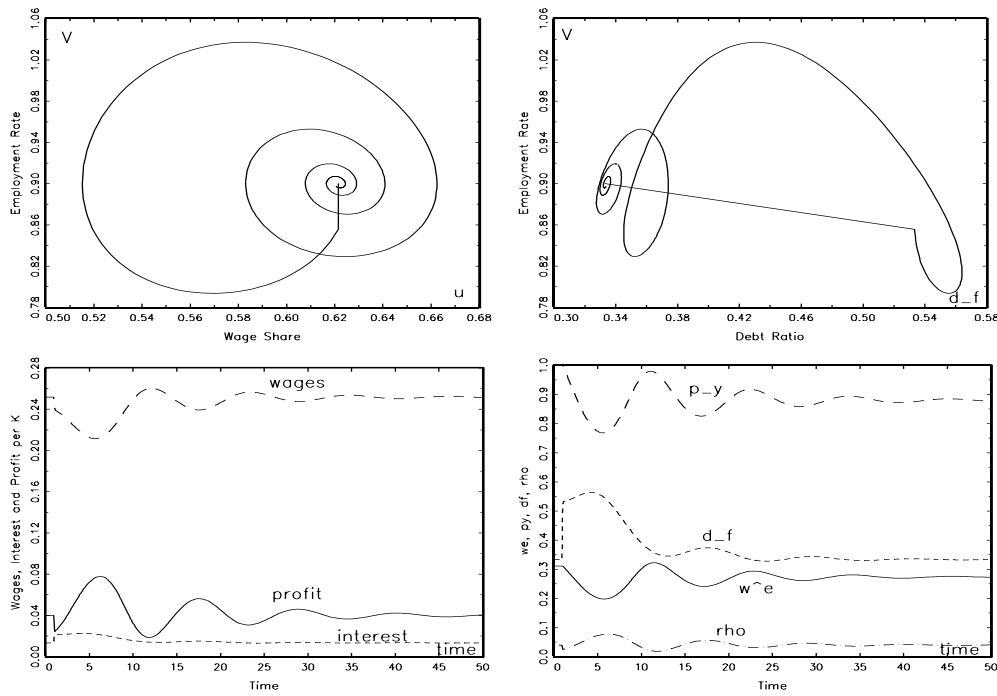 V
Employment Rate
1.06
1.02
0.98
0.94
0.90
0.86
0.82
0.78
u
0.50 0.52 0.54 0.56 0.58 0.60 0.62 0.64 0.66 0.68
Wage Share
V
Employment Rate
1.06
1.02
0.98
0.94
0.90
0.86
0.82
0.78
d_f
0.30 0.34 0.38 0.42 0.46 0.50 0.54 0.58
Debt Ratio
Wages, Interest and Profit per K
0.28
0.24
0.20
0.16
0.12
0.08
0.04
0.00
wages
profit
interest
time
0 5 10 15 20 25 30 35 40 45 50
Time
we, py, df, rho
1.0
0.9
0.8
0.7
0.6
0.5
0.4
0.3
0.2
0.1
0.0
p_y
d_f
w^e
rho
time
0 5 10 15 20 25 30 35 40 45 50
Time